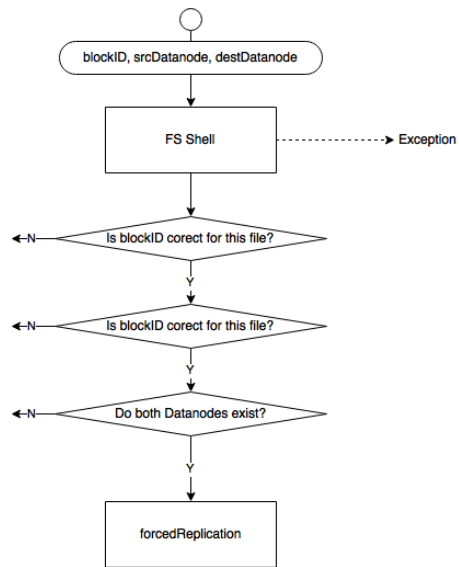 blockID, srcDatanode, destDatanode
FS Shell
Exception
Is blockID corect for this file?
N
Y
Is blockID corect for this file?
N
Y
Do both Datanodes exist?
N
Y
forcedReplication